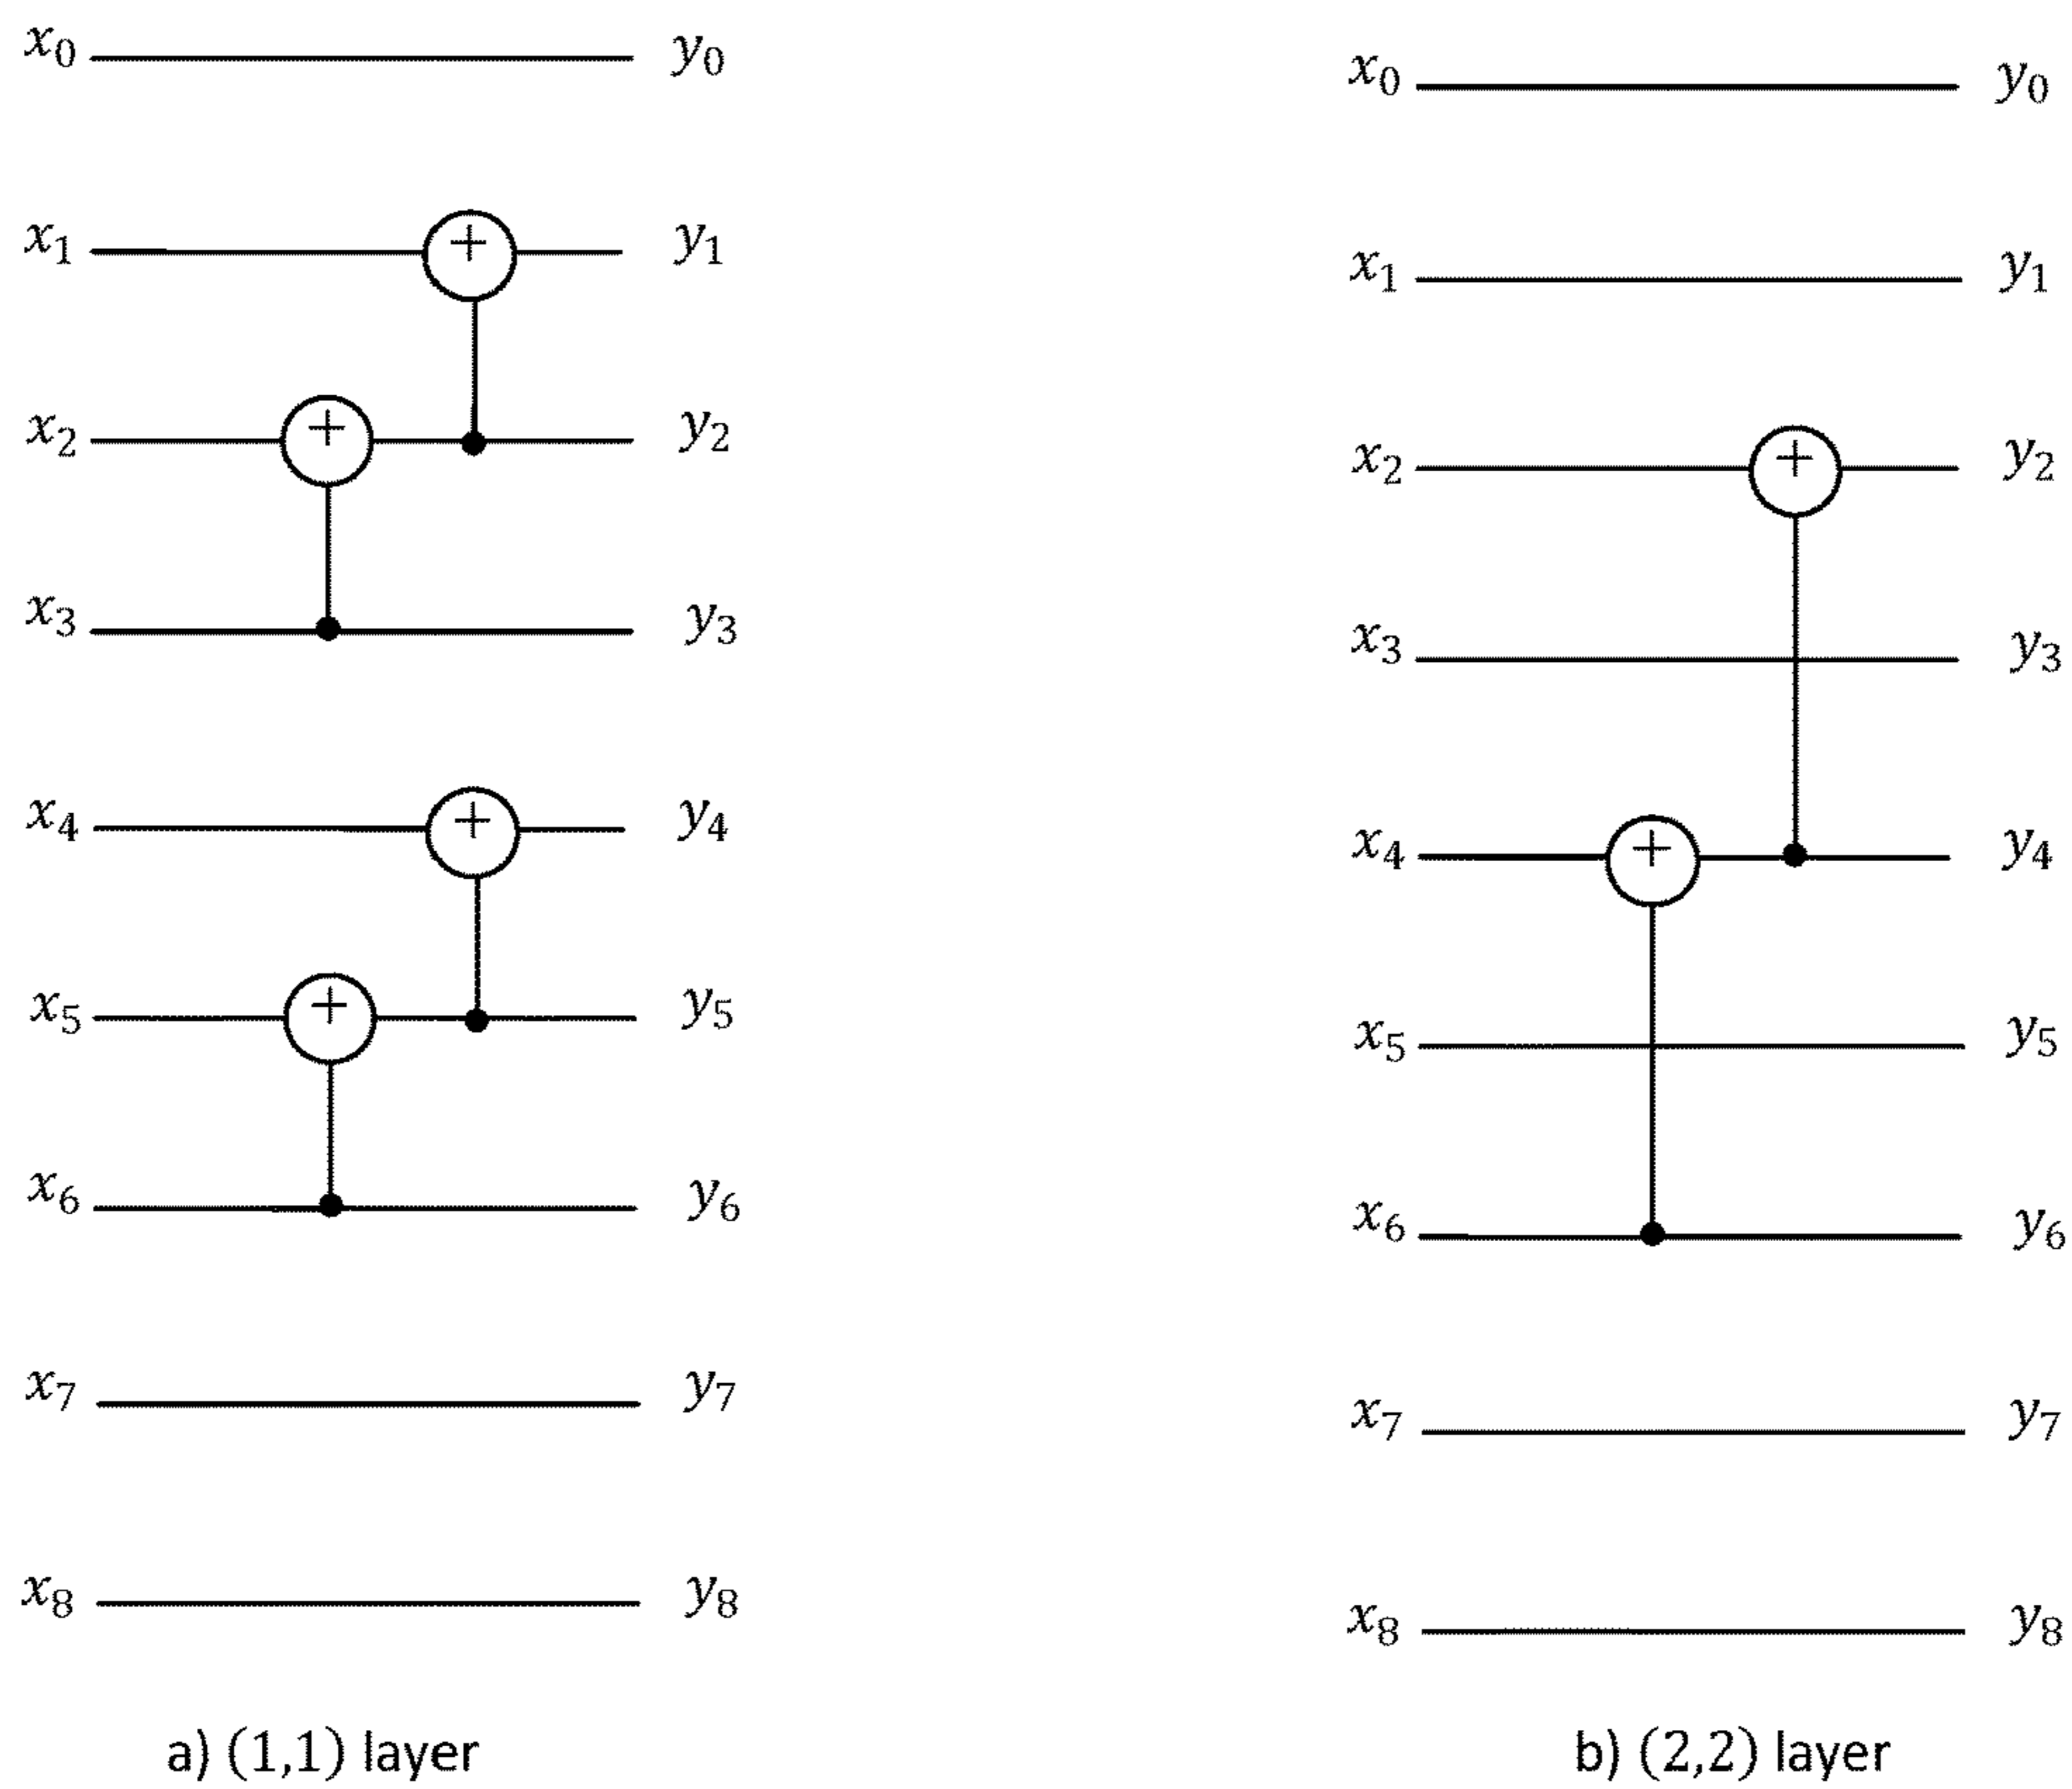 x₀ y₀
x₁ + y₁
x₂ + y₂
x₃ y₃
x₄ + y₄
x₅ + y₅
x₆ y₆
x₇ y₇
x₈ y₈
a) (1,1) layer
x₀ y₀
x₁ y₁
x₂ + y₂
x₃ y₃
x₄ + y₄
x₅ y₅
x₆ y₆
x₇ y₇
x₈ y₈
b) (2,2) layer